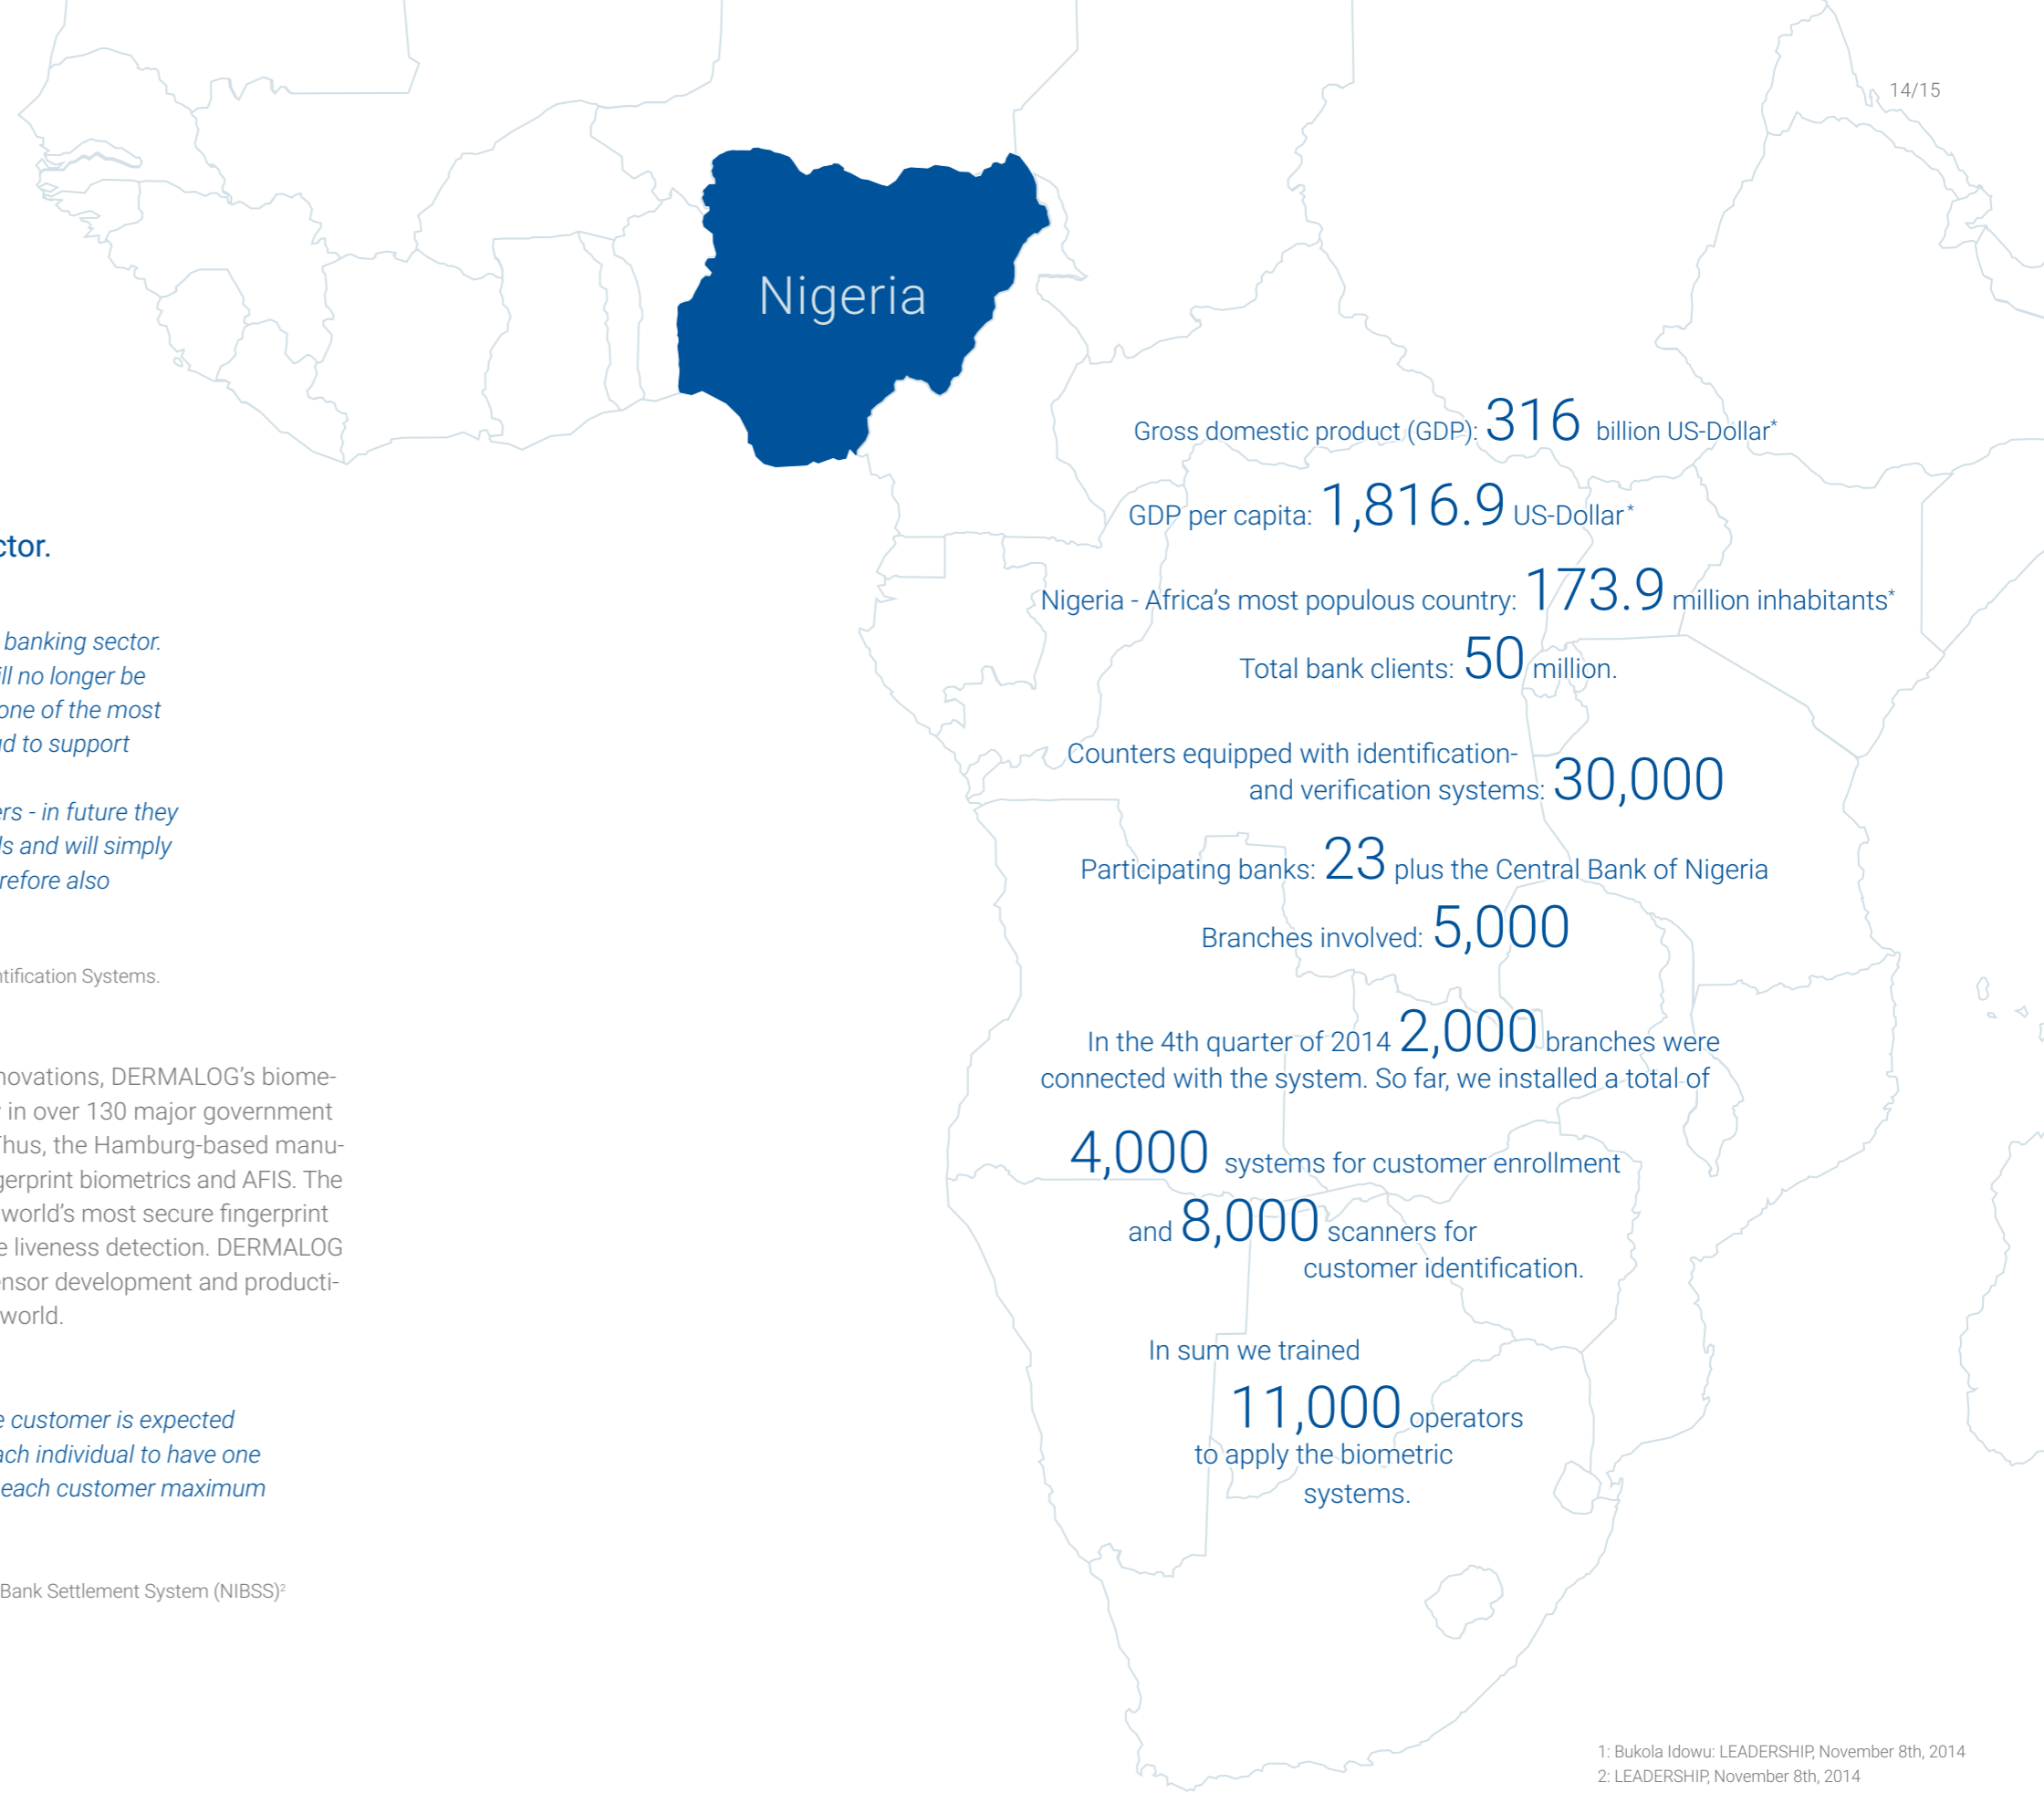 14/15
Nigeria
ctor.
banking sector.
ill no longer be
one of the most
d to support
ers - in future they
ls and will simply
refore also
ntification Systems.
novations, DERMALOG's biome-
in over 130 major government
Thus, the Hamburg-based manu-
gerprint biometrics and AFIS. The
world's most secure fingerprint
e liveness detection. DERMALOG
ensor development and producti-
world.
e customer is expected
ach individual to have one
each customer maximum
Bank Settlement System (NIBSS)²
Gross domestic product (GDP): 316 billion US-Dollar*
GDP per capita: 1,816.9 US-Dollar*
Nigeria - Africa's most populous country: 173.9 million inhabitants*
Total bank clients: 50 million.
Counters equipped with identification-
and verification systems: 30,000
Participating banks: 23 plus the Central Bank of Nigeria
Branches involved: 5,000
In the 4th quarter of 2014 2,000 branches were
connected with the system. So far, we installed a total of
4,000 systems for customer enrollment
and 8,000 scanners for
customer identification.
In sum we trained
11,000 operators
to apply the biometric
systems.
1: Bukola Idowu: LEADERSHIP, November 8th, 2014
2: LEADERSHIP, November 8th, 2014